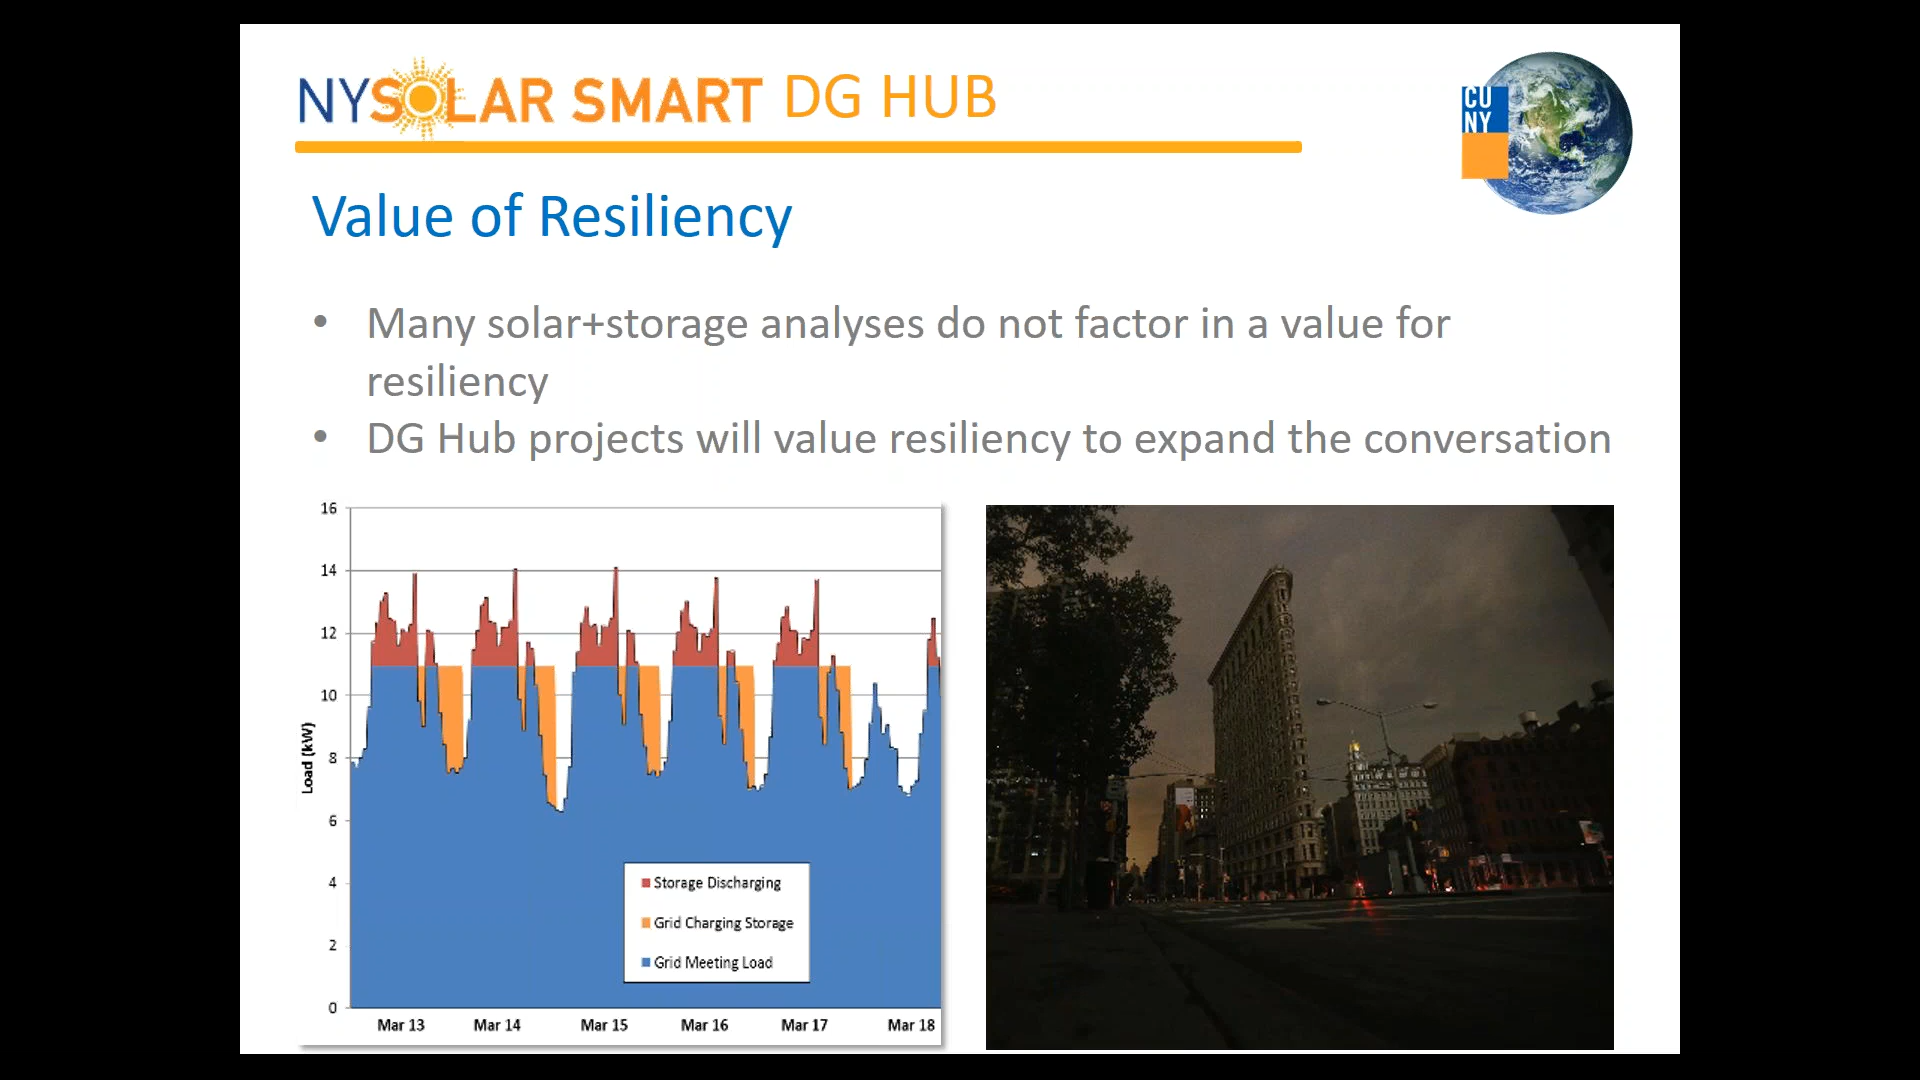 NYSOLAR SMART DG HUB
CU
NY
Value of Resiliency
• Many solar+storage analyses do not factor in a value for
resiliency
• DG Hub projects will value resiliency to expand the conversation
16
14
12
10
8
6
4
2
0
Load (kW)
Storage Discharging
Grid Charging Storage
Grid Meeting Load
Mar 13 Mar 14 Mar 15 Mar 16 Mar 17 Mar 18